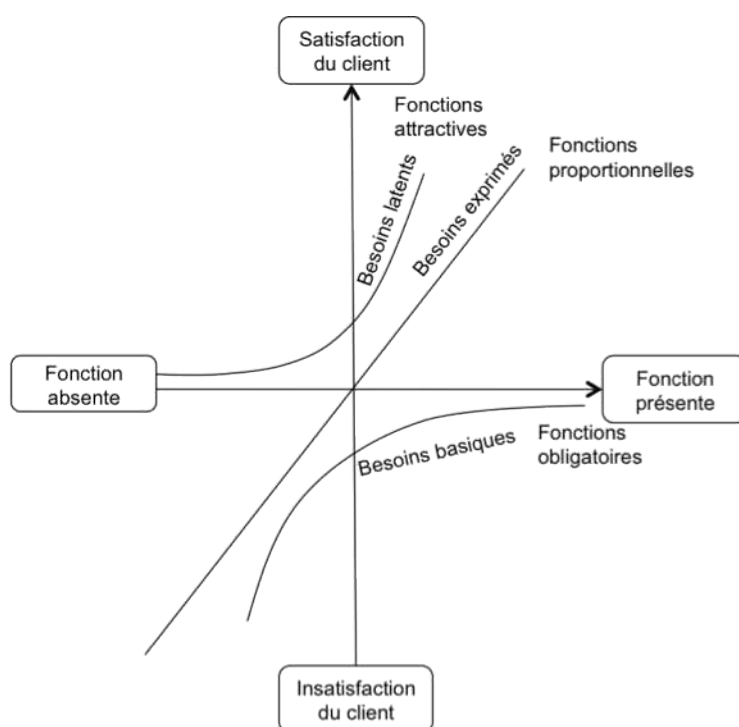 Satisfaction
du client
Fonctions
attractives
Fonctions
proportionnelles
Besoins latents
Besoins exprimés
Fonction
absente
Fonction
présente
Besoins basiques
Fonctions
obligatoires
Insatisfaction
du client